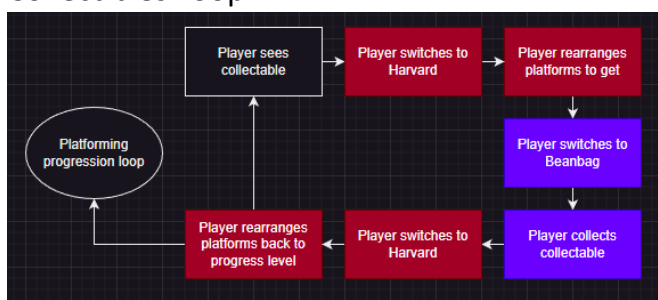 Player sees
collectable
Player switches to
Harvard
Player rearranges
platforms to get
Platforming
progression loop
Player switches to
Beanbag
Player rearranges
platforms back to
progress level
Player switches to
Harvard
Player collects
collectable